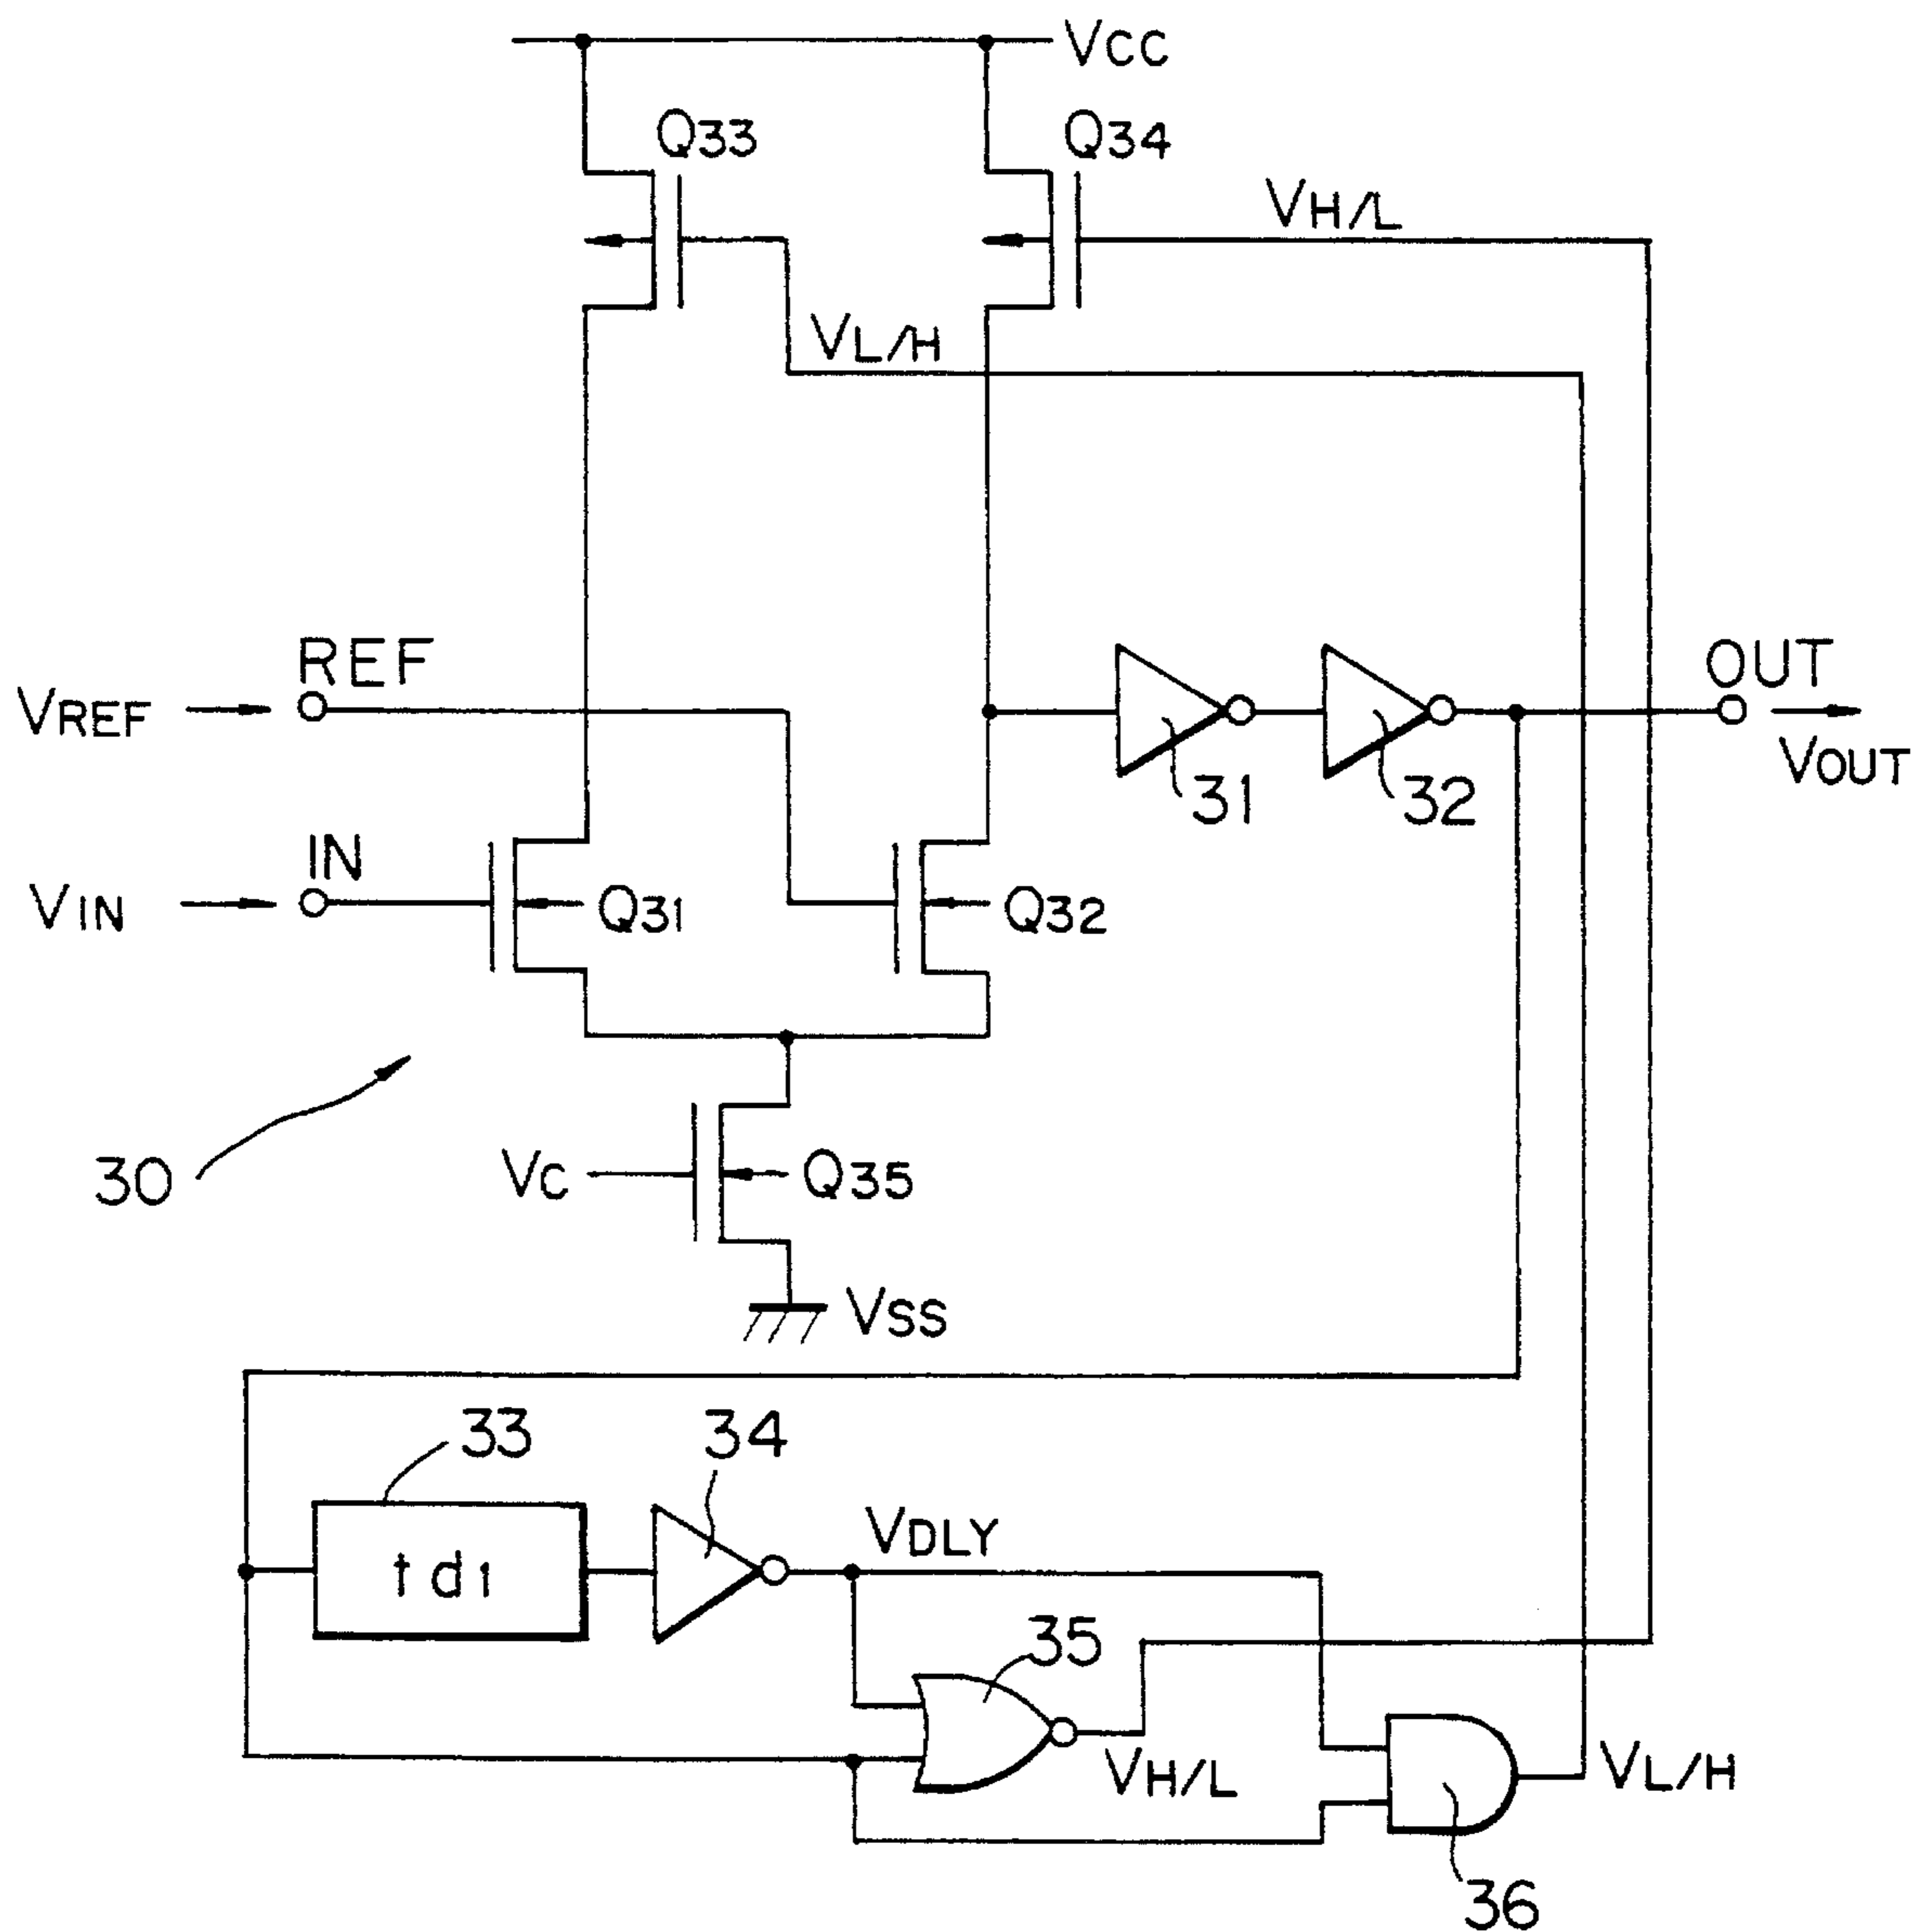 VCC
Q33
Q34
VH/L
VL/H
REF
VREF
OUT
VOUT
31
32
IN
VIN
Q31
Q32
30
VC
Q35
VSS
33
34
td1
VDLY
35
VH/L
VL/H
36